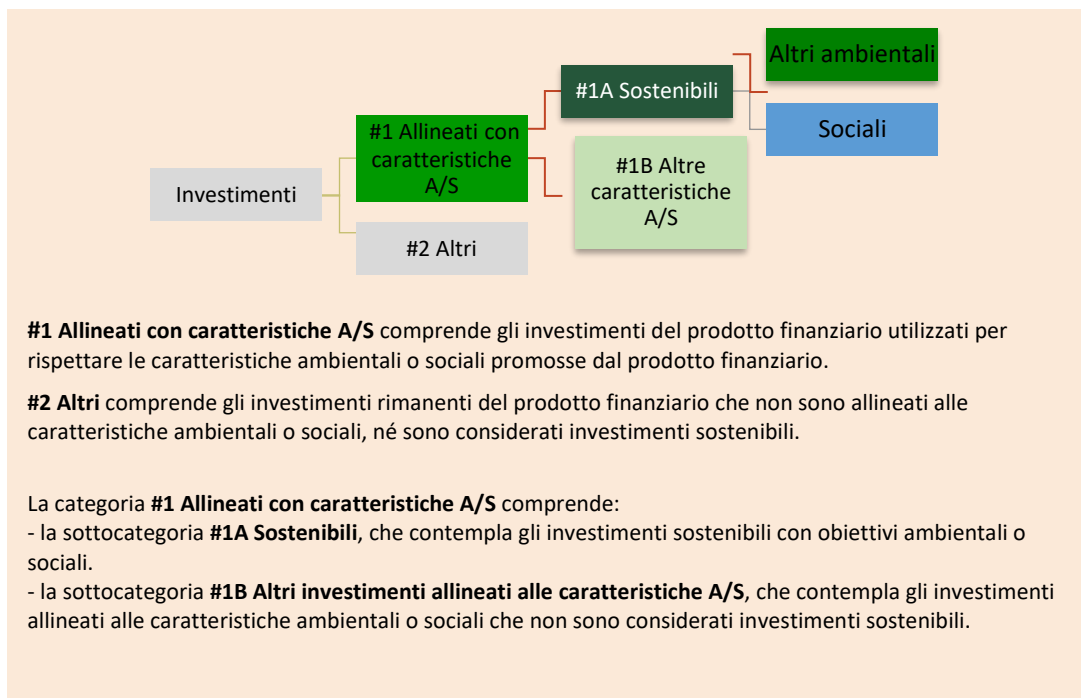 Altri ambientali
#1A Sostenibili
Sociali
#1 Allineati con
caratteristiche
A/S
#1B Altre
caratteristiche
A/S
Investimenti
#2 Altri
#1 Allineati con caratteristiche A/S comprende gli investimenti del prodotto finanziario utilizzati per
rispettare le caratteristiche ambientali o sociali promosse dal prodotto finanziario.
#2 Altri comprende gli investimenti rimanenti del prodotto finanziario che non sono allineati alle
caratteristiche ambientali o sociali, né sono considerati investimenti sostenibili.
La categoria #1 Allineati con caratteristiche A/S comprende:
- la sottocategoria #1A Sostenibili, che contempla gli investimenti sostenibili con obiettivi ambientali o
sociali.
- la sottocategoria #1B Altri investimenti allineati alle caratteristiche A/S, che contempla gli investimenti
allineati alle caratteristiche ambientali o sociali che non sono considerati investimenti sostenibili.